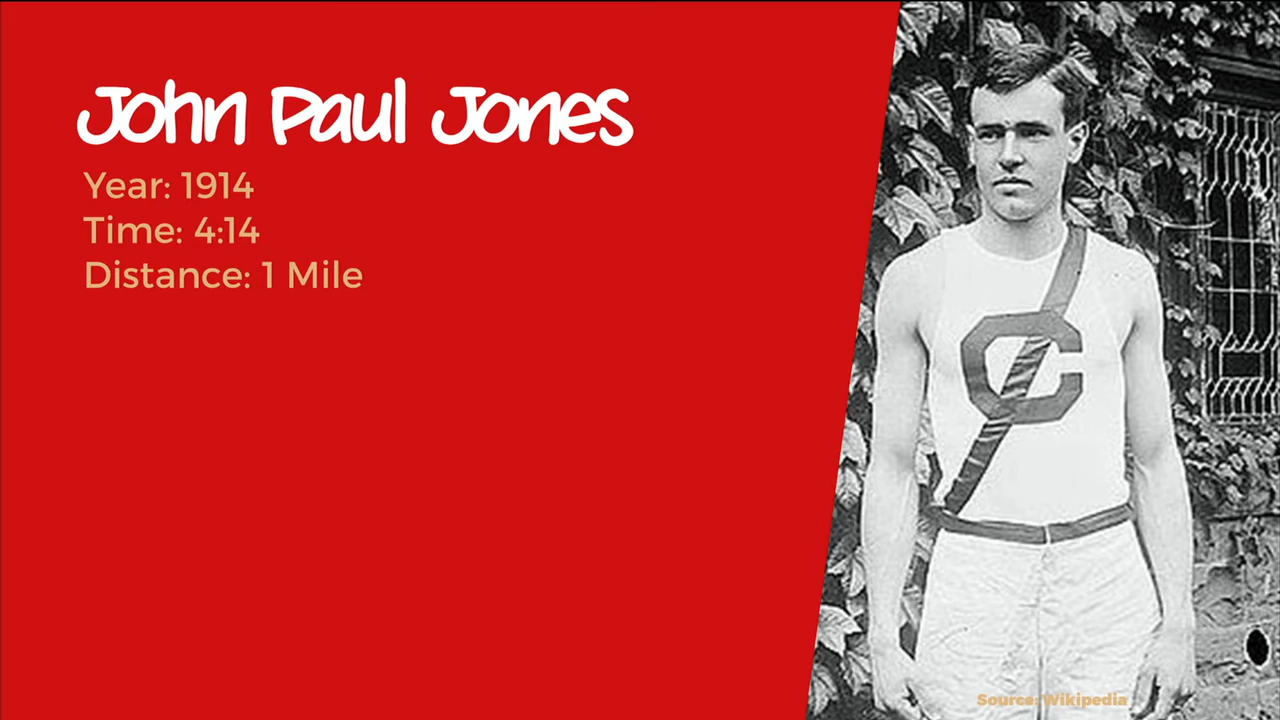 John Paul Jones
Year: 1914
Time: 4:14
Distance: 1 Mile
C
Source: Wikipedia